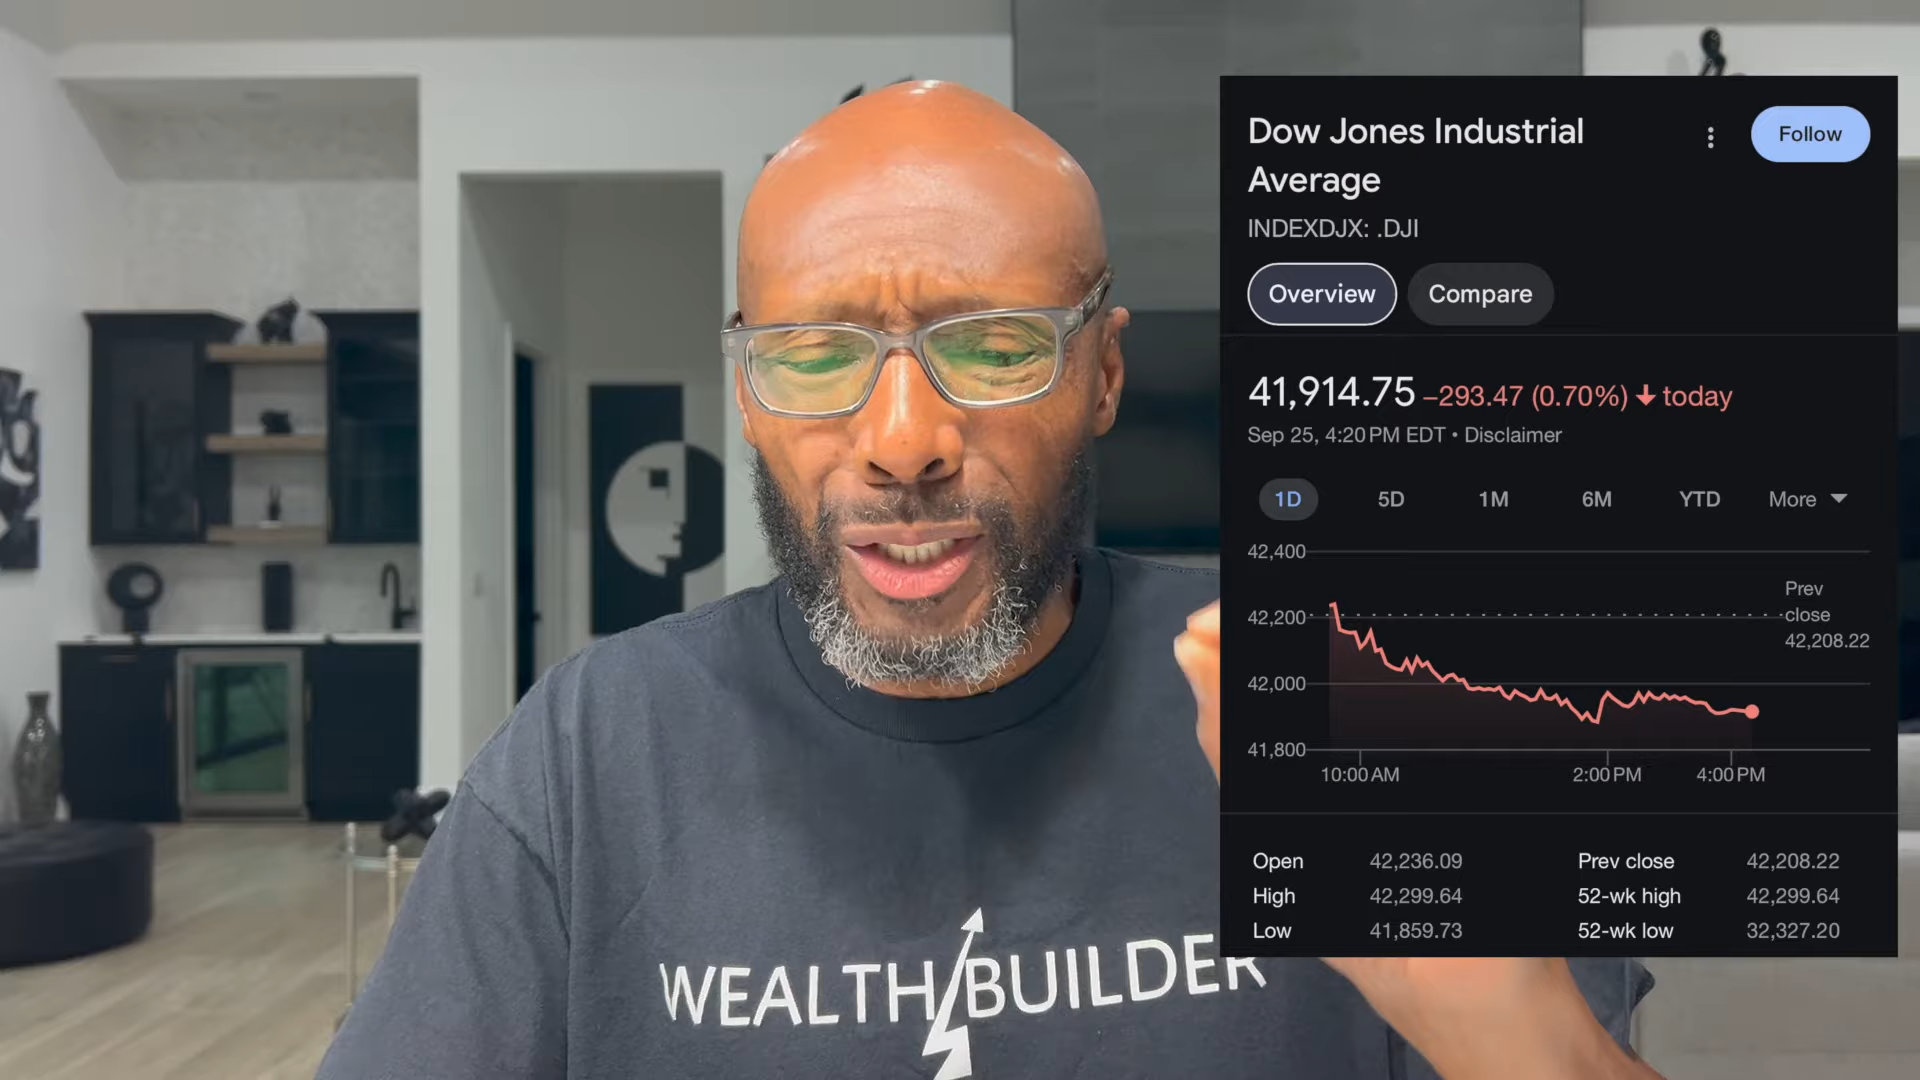 Dow Jones Industrial
Average
Follow
INDEXDJX: .DJI
Overview
Compare
41,914.75 −293.47 (0.70%) ↓ today
Sep 25, 4:20 PM EDT • Disclaimer
1D 5D 1M 6M YTD More
42,400
42,200
42,000
41,800
Prev
close
42,208.22
10:00 AM 2:00 PM 4:00 PM
Open 42,236.09 Prev close 42,208.22
High 42,299.64 52-wk high 42,299.64
Low 41,859.73 52-wk low 32,327.20
WEALTH BUILDER